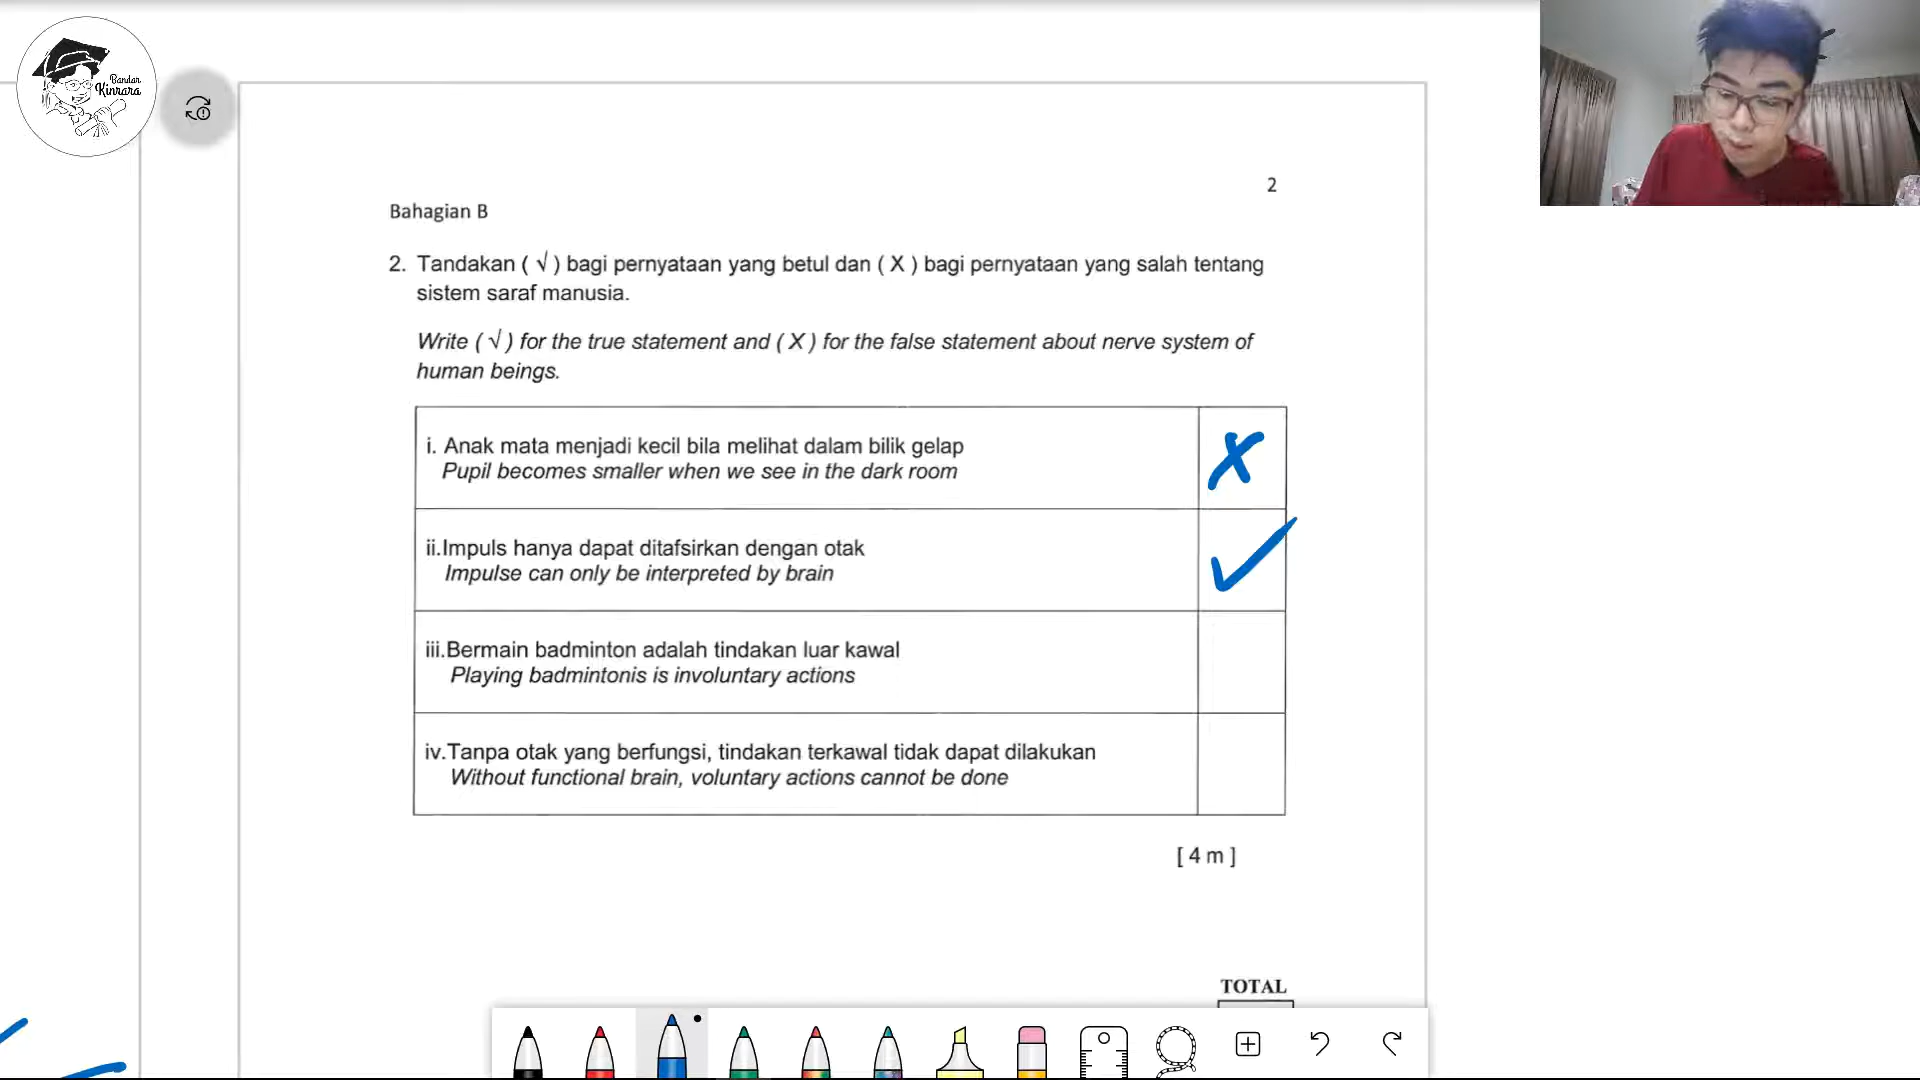 Bandar
Kinrara
2
Bahagian B
2. Tandakan ( √ ) bagi pernyataan yang betul dan ( X ) bagi pernyataan yang salah tentang
sistem saraf manusia.
Write ( √ ) for the true statement and ( X ) for the false statement about nerve system of
human beings.
i. Anak mata menjadi kecil bila melihat dalam bilik gelap
Pupil becomes smaller when we see in the dark room
X
ii.Impuls hanya dapat ditafsirkan dengan otak
Impulse can only be interpreted by brain
✓
iii.Bermain badminton adalah tindakan luar kawal
Playing badmintonis is involuntary actions
iv.Tanpa otak yang berfungsi, tindakan terkawal tidak dapat dilakukan
Without functional brain, voluntary actions cannot be done
[ 4 m ]
TOTAL